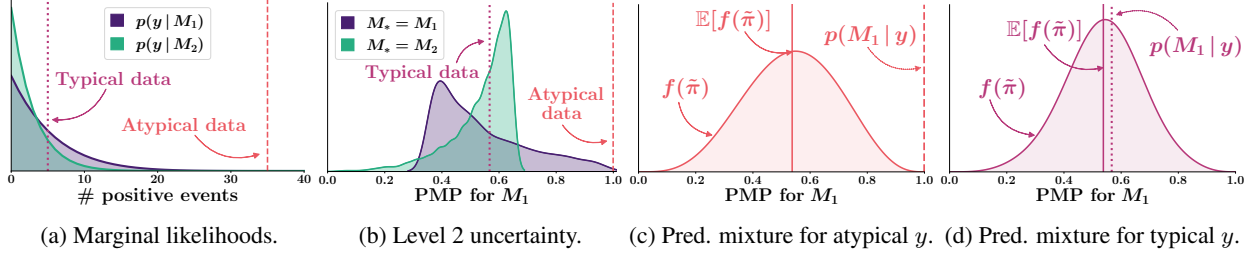 p(y | M₁)
p(y | M₂)
Typical data
Atypical data
0 10 20 30 40
# positive events
(a) Marginal likelihoods.
M* = M₁
M* = M₂
Typical data
Atypical
data
0.0 0.2 0.4 0.6 0.8 1.0
PMP for M₁
(b) Level 2 uncertainty.
𝔼[f(π̃)]
p(M₁ | y)
f(π̃)
0.0 0.2 0.4 0.6 0.8 1.0
PMP for M₁
(c) Pred. mixture for atypical y.
𝔼[f(π̃)]
p(M₁ | y)
f(π̃)
0.0 0.2 0.4 0.6 0.8 1.0
PMP for M₁
(d) Pred. mixture for typical y.